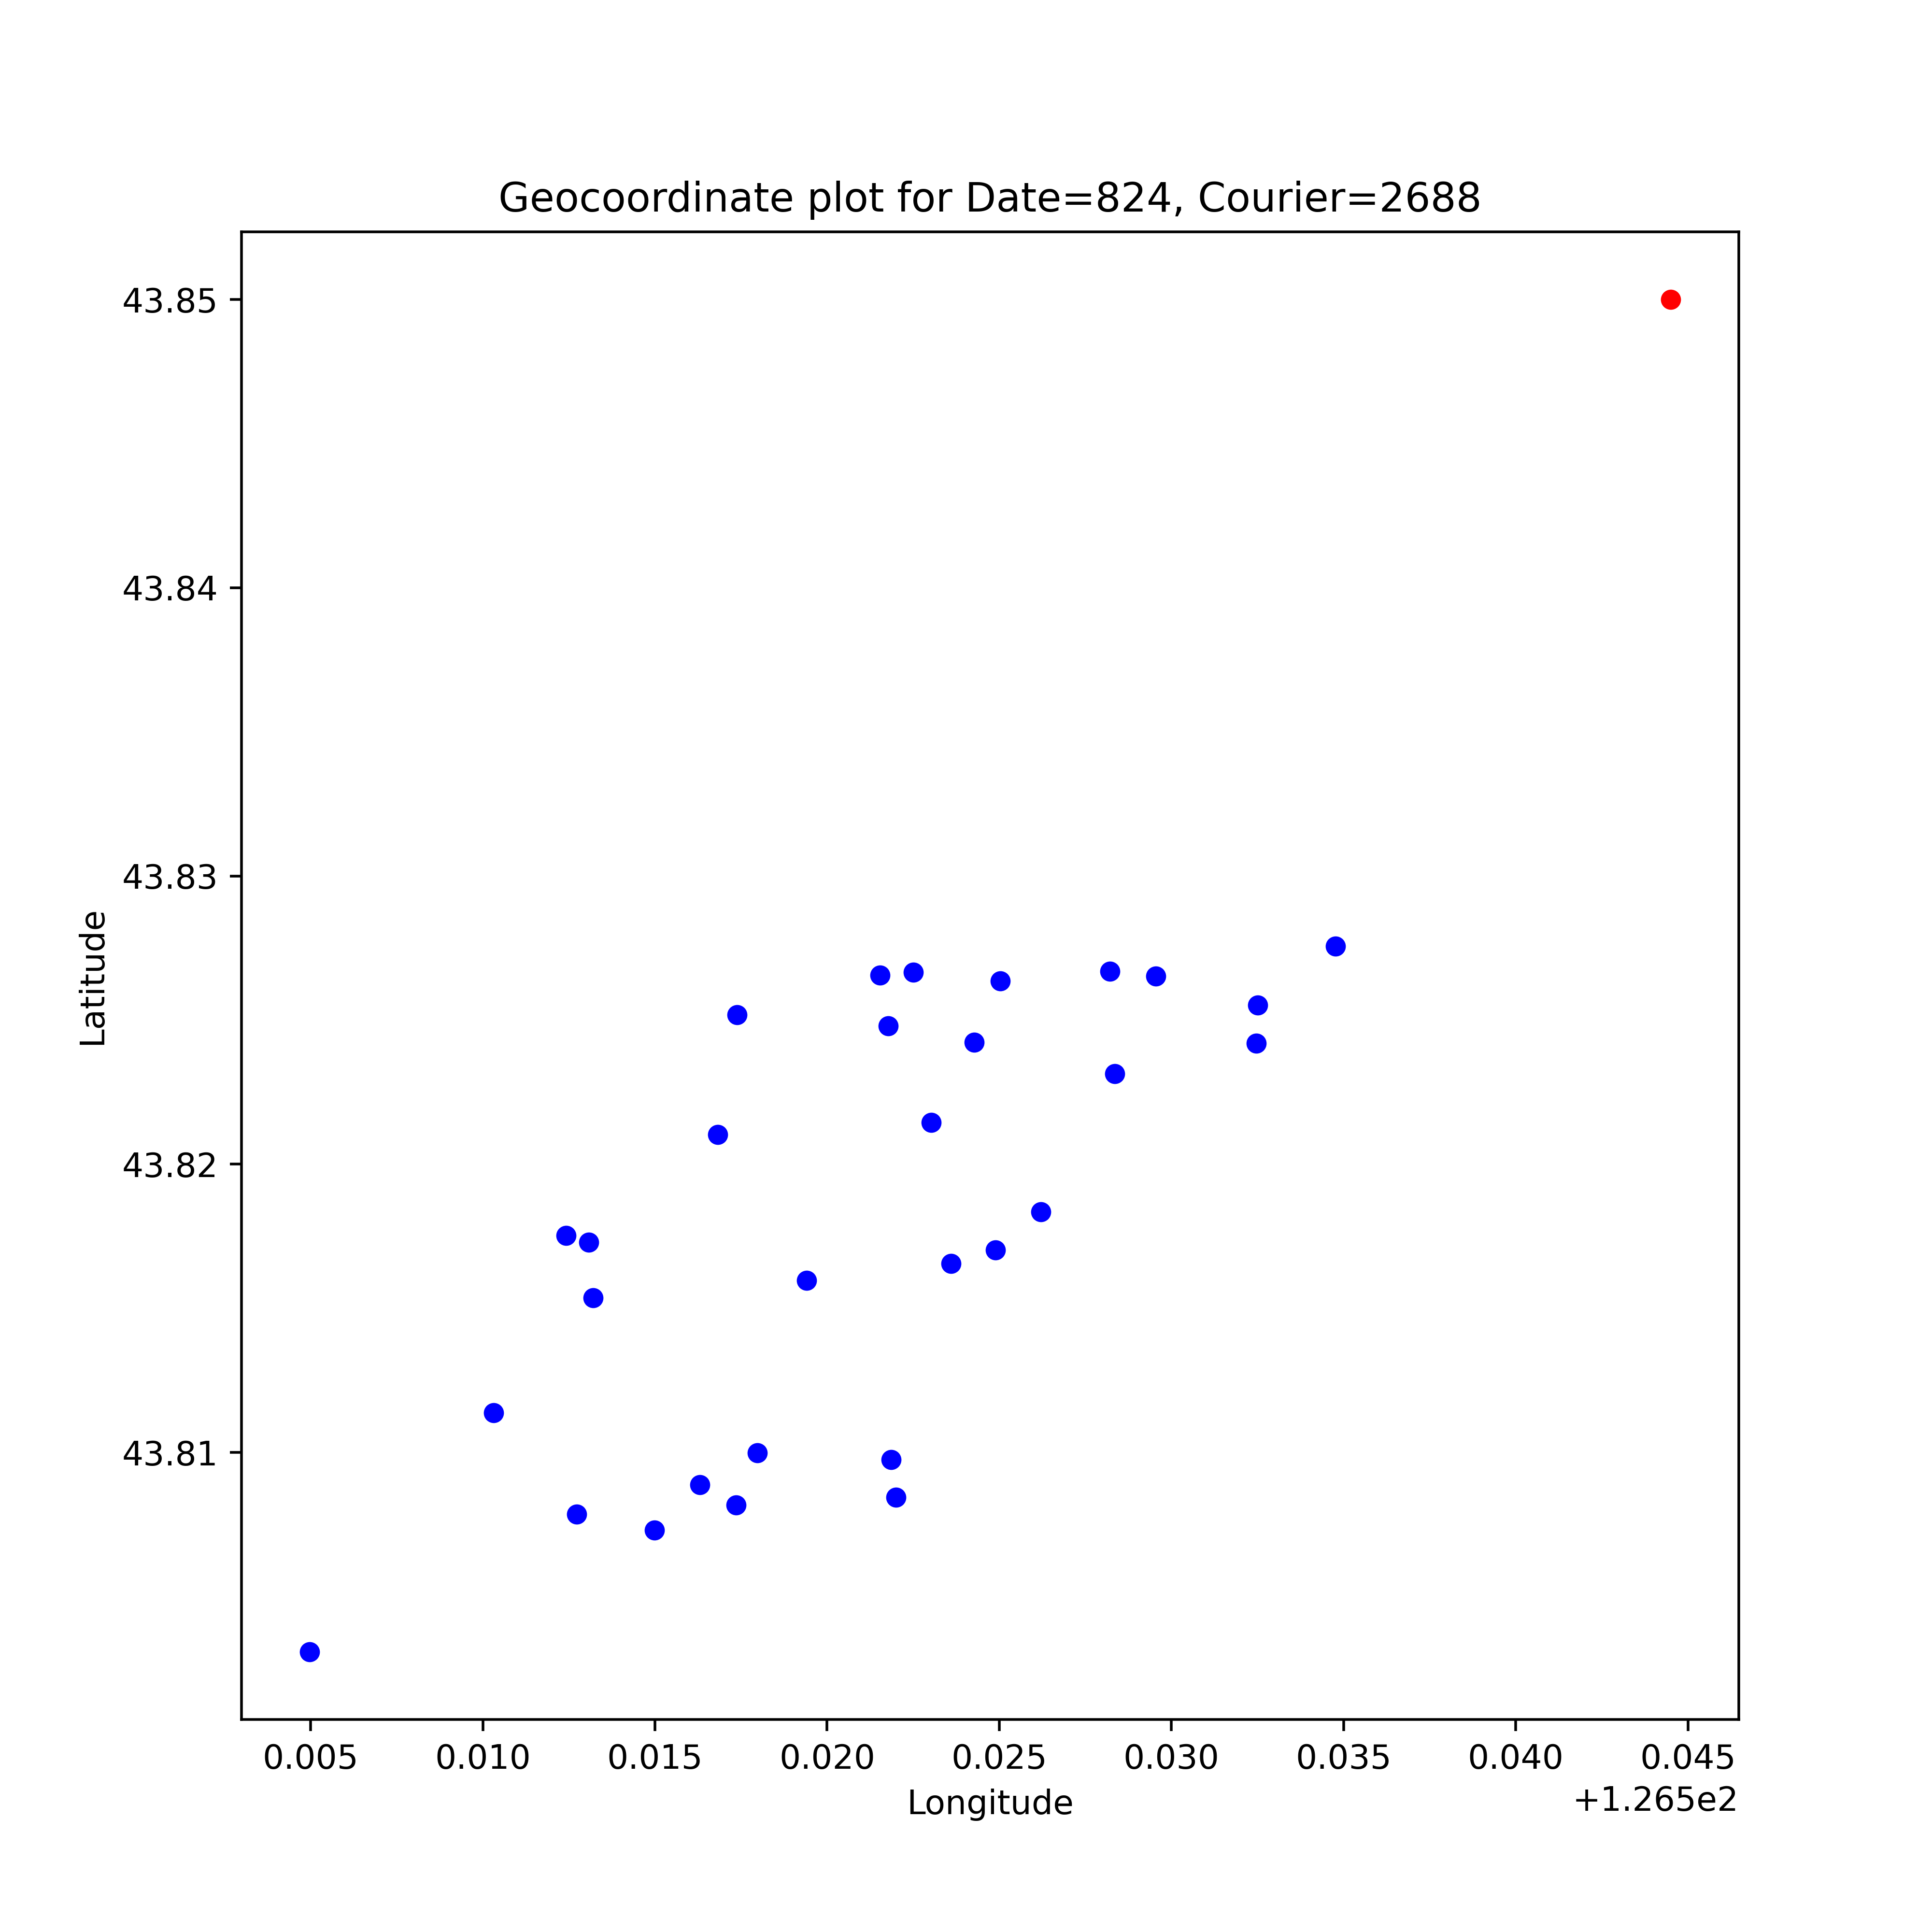 Geocoordinate plot for Date=824, Courier=2688
43.85
43.84
43.83
43.82
43.81
Latitude
0.005 0.010 0.015 0.020 0.025 0.030 0.035 0.040 0.045
+1.265e2
Longitude